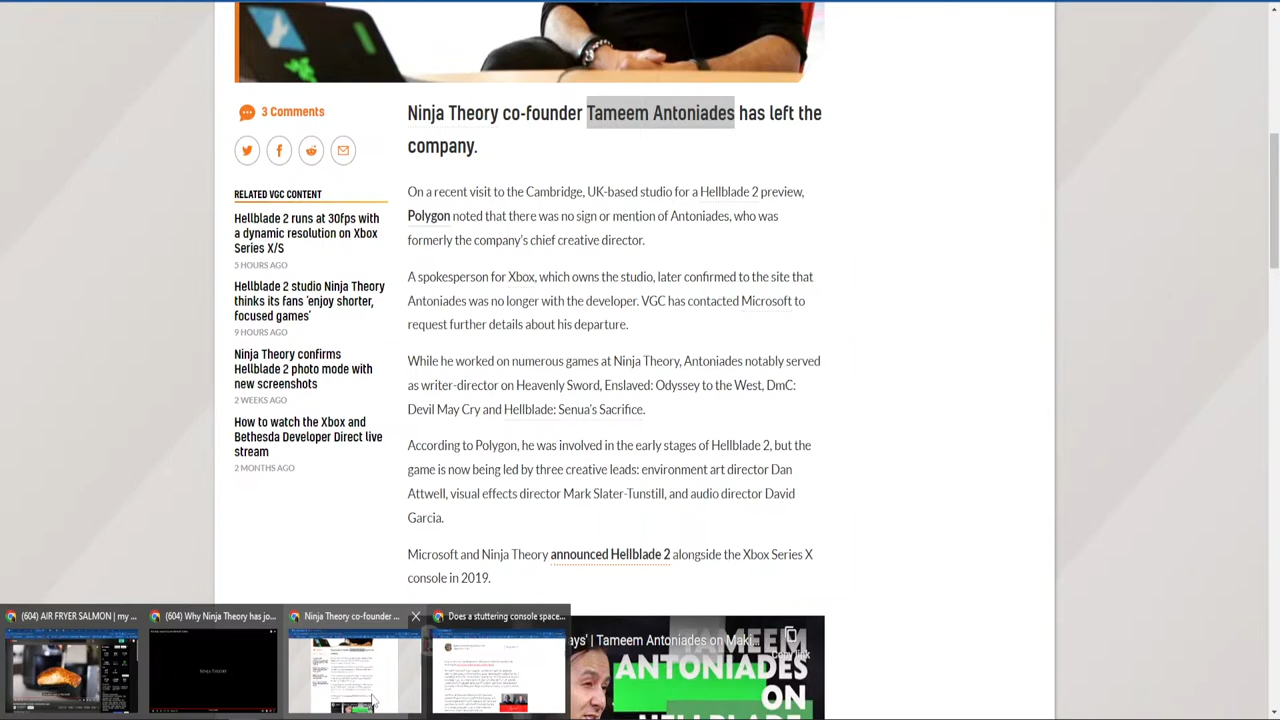 3 Comments
Ninja Theory co-founder Tameem Antoniades has left the
company.
RELATED VGC CONTENT
Hellblade 2 runs at 30fps with
a dynamic resolution on Xbox
Series X/S
5 HOURS AGO
Hellblade 2 studio Ninja Theory
thinks its fans 'enjoy shorter,
focused games'
9 HOURS AGO
Ninja Theory confirms
Hellblade 2 photo mode with
new screenshots
2 WEEKS AGO
How to watch the Xbox and
Bethesda Developer Direct live
stream
2 MONTHS AGO
On a recent visit to the Cambridge, UK-based studio for a Hellblade 2 preview,
Polygon noted that there was no sign or mention of Antoniades, who was
formerly the company's chief creative director.
A spokesperson for Xbox, which owns the studio, later confirmed to the site that
Antoniades was no longer with the developer. VGC has contacted Microsoft to
request further details about his departure.
While he worked on numerous games at Ninja Theory, Antoniades notably served
as writer-director on Heavenly Sword, Enslaved: Odyssey to the West, DmC:
Devil May Cry and Hellblade: Senua's Sacrifice.
According to Polygon, he was involved in the early stages of Hellblade 2, but the
game is now being led by three creative leads: environment art director Dan
Attwell, visual effects director Mark Slater-Tunstill, and audio director David
Garcia.
Microsoft and Ninja Theory announced Hellblade 2 alongside the Xbox Series X
console in 2019.
(604) AIR FRYER SALMON | my ...
(604) Why Ninja Theory has jo...
Ninja Theory co-founder ...
Does a stuttering console space...
NINJA THEORY
ays' | Tameem Antoniades on Maki...
ANTONIADES
ON